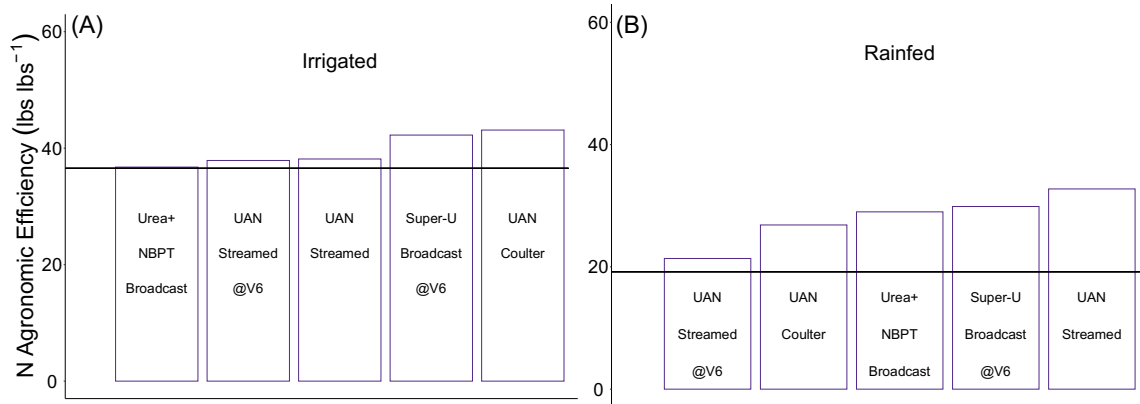 N Agronomic Efficiency (lbs lbs⁻¹)
(A)
Irrigated
60
40
20
0
Urea+
NBPT
Broadcast
UAN
Streamed
@V6
UAN
Streamed
Super-U
Broadcast
@V6
UAN
Coulter
(B)
Rainfed
60
40
20
0
UAN
Streamed
@V6
UAN
Coulter
Urea+
NBPT
Broadcast
Super-U
Broadcast
@V6
UAN
Streamed